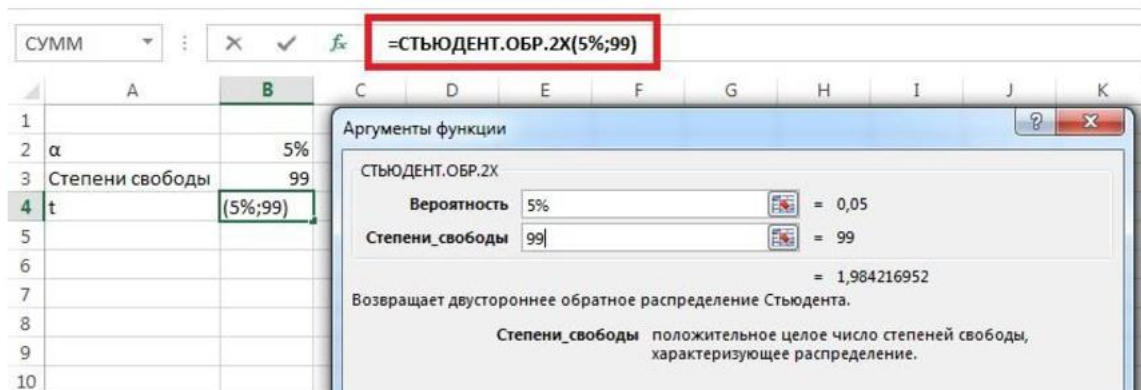 СУММ fx =СТЬЮДЕНТ.ОБР.2Х(5%;99)
A B C D E F G H I J K
1
2 α 5%
3 Степени свободы 99
4 t (5%;99)
5
6
7
8
9
10
Аргументы функции
СТЬЮДЕНТ.ОБР.2Х
Вероятность 5% = 0,05
Степени_свободы 99 = 99
= 1,984216952
Возвращает двустороннее обратное распределение Стьюдента.
Степени_свободы положительное целое число степеней свободы,
характеризующее распределение.